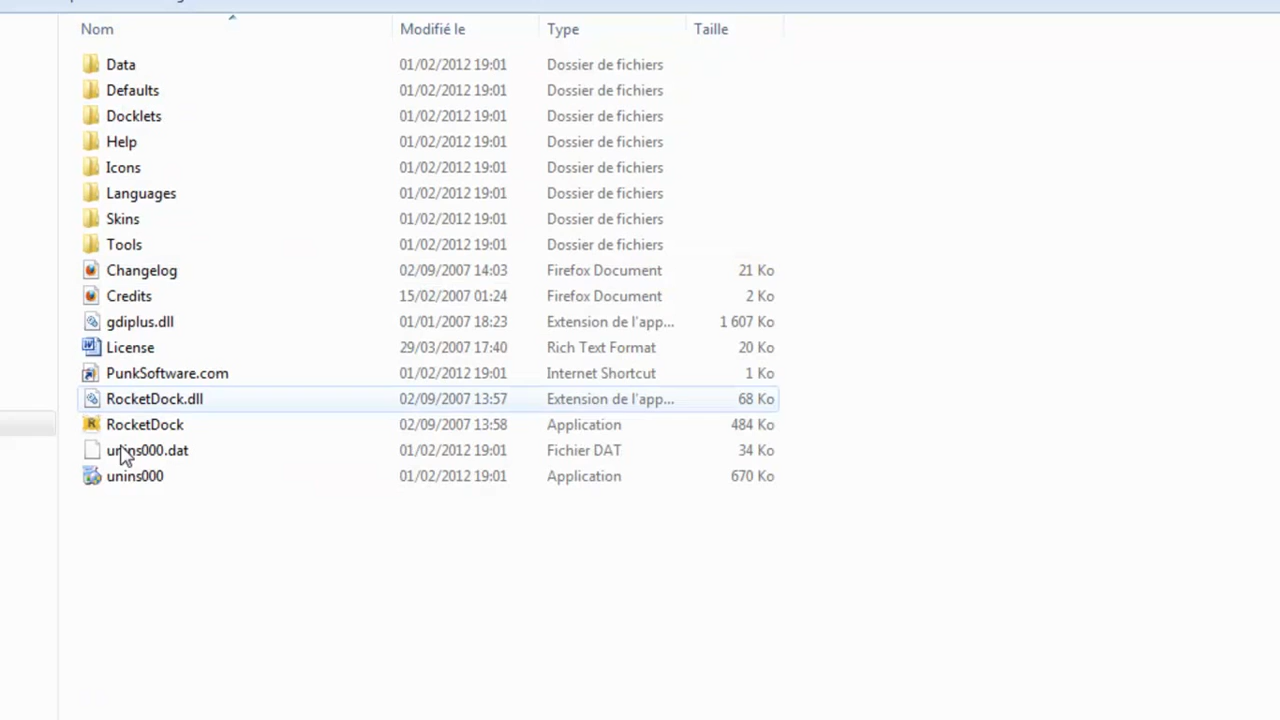 Nom Modifié le Type Taille
Data 01/02/2012 19:01 Dossier de fichiers
Defaults 01/02/2012 19:01 Dossier de fichiers
Docklets 01/02/2012 19:01 Dossier de fichiers
Help 01/02/2012 19:01 Dossier de fichiers
Icons 01/02/2012 19:01 Dossier de fichiers
Languages 01/02/2012 19:01 Dossier de fichiers
Skins 01/02/2012 19:01 Dossier de fichiers
Tools 01/02/2012 19:01 Dossier de fichiers
Changelog 02/09/2007 14:03 Firefox Document 21 Ko
Credits 15/02/2007 01:24 Firefox Document 2 Ko
gdiplus.dll 01/01/2007 18:23 Extension de l'app... 1 607 Ko
License 29/03/2007 17:40 Rich Text Format 20 Ko
PunkSoftware.com 01/02/2012 19:01 Internet Shortcut 1 Ko
RocketDock.dll 02/09/2007 13:57 Extension de l'app... 68 Ko
RocketDock 02/09/2007 13:58 Application 484 Ko
unins000.dat 01/02/2012 19:01 Fichier DAT 34 Ko
unins000 01/02/2012 19:01 Application 670 Ko